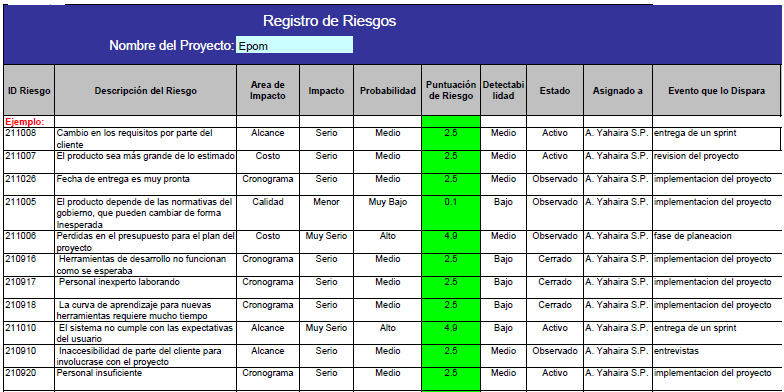 Registro de Riesgos
Nombre del Proyecto: Epom
ID Riesgo Descripción del Riesgo Area de Impacto Impacto Probabilidad Puntuación de Riesgo Detectabilidad Estado Asignado a Evento que lo Dispara
Ejemplo:
211008 Cambio en los requisitos por parte del cliente Alcance Serio Medio 2.5 Medio Activo A. Yahaira S.P. entrega de un sprint
211007 El producto sea más grande de lo estimado Costo Serio Medio 2.5 Medio Activo A. Yahaira S.P. revision del proyecto
211026 Fecha de entrega es muy pronta Cronograma Serio Medio 2.5 Medio Observado A. Yahaira S.P. implementacion del proyecto
211005 El producto depende de las normativas del gobierno, que pueden cambiar de forma Inesperada Calidad Menor Muy Bajo 0.1 Bajo Observado A. Yahaira S.P. implementacion del proyecto
211006 Perdidas en el presupuesto para el plan del proyecto Costo Muy Serio Alto 4.9 Medio Observado A. Yahaira S.P. fase de planeacion
210916 Herramientas de desarrollo no funcionan como se esperaba Cronograma Serio Medio 2.5 Bajo Cerrado A. Yahaira S.P. implementacion del proyecto
210917 Personal inexperto laborando Cronograma Serio Medio 2.5 Bajo Cerrado A. Yahaira S.P. implementacion del proyecto
210918 La curva de aprendizaje para nuevas herramientas requiere mucho tiempo Cronograma Serio Medio 2.5 Bajo Cerrado A. Yahaira S.P. implementacion del proyecto
211010 El sistema no cumple con las expectativas del usuario Alcance Muy Serio Alto 4.9 Bajo Activo A. Yahaira S.P. entrega de un sprint
210910 Inaccesibilidad de parte del cliente para involucrase con el proyecto Alcance Serio Medio 2.5 Medio Observado A. Yahaira S.P. entrevistas
210920 Personal insuficiente Cronograma Serio Medio 2.5 Medio Activo A. Yahaira S.P. implementacion del proyecto